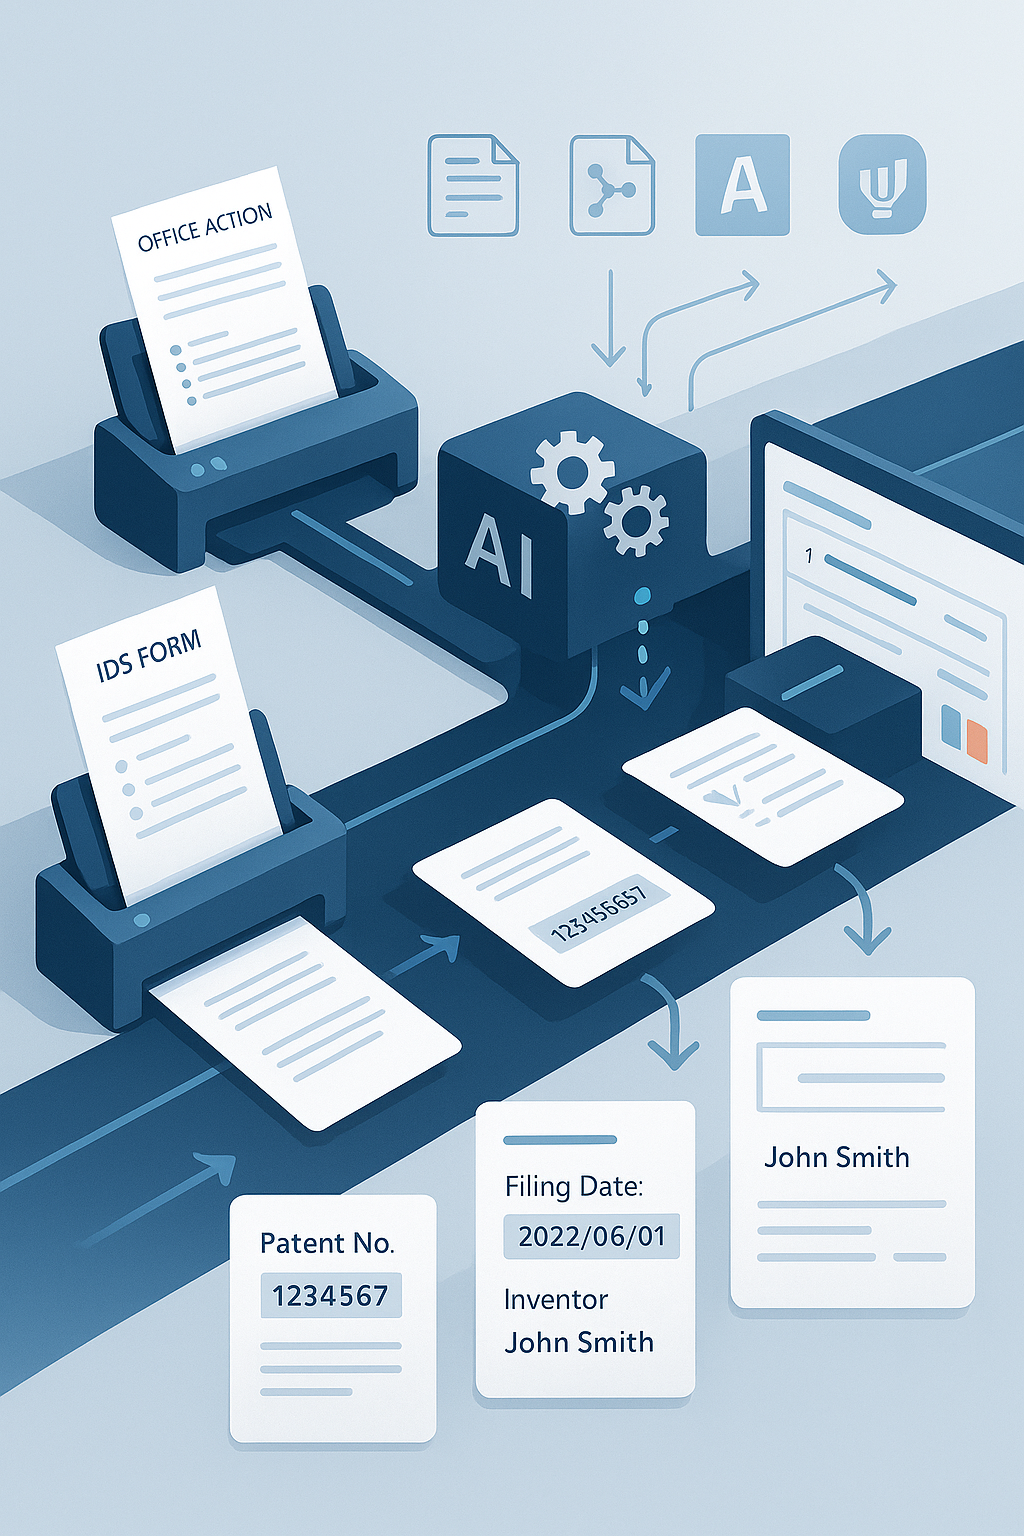 OFFICE ACTION
A
AI
1
IDS FORM
123456657
Patent No.
1234567
Filing Date:
2022/06/01
Inventor
John Smith
John Smith